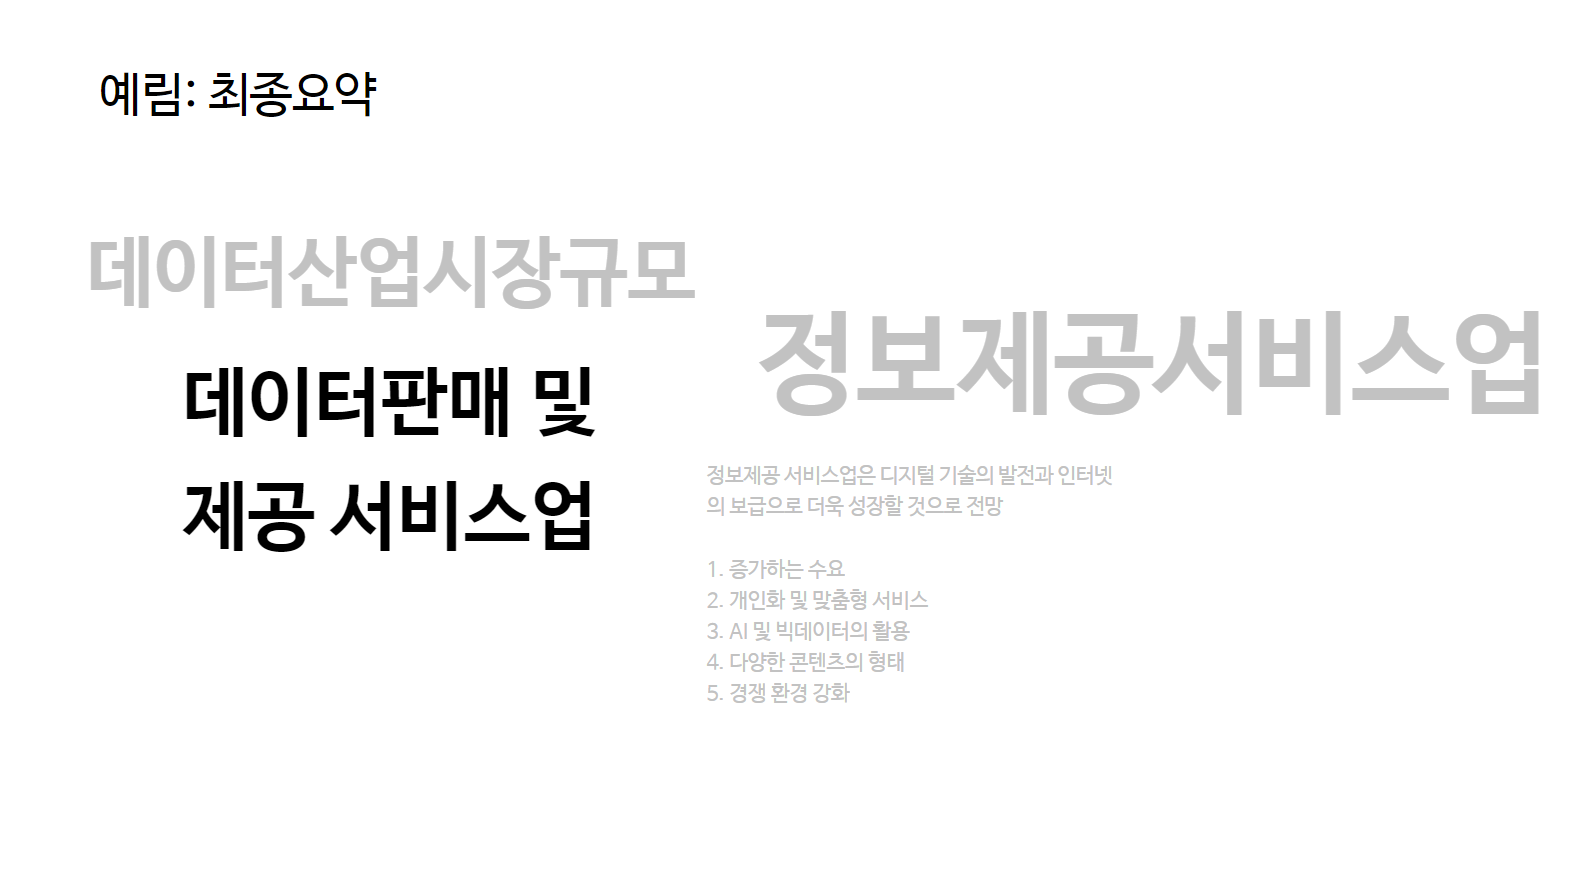 예림: 최종요약
데이터산업시장규모
데이터판매 및
제공 서비스업
정보제공서비스업
정보제공 서비스업은 디지털 기술의 발전과 인터넷
의 보급으로 더욱 성장할 것으로 전망
1. 증가하는 수요
2. 개인화 및 맞춤형 서비스
3. AI 및 빅데이터의 활용
4. 다양한 콘텐츠의 형태
5. 경쟁 환경 강화